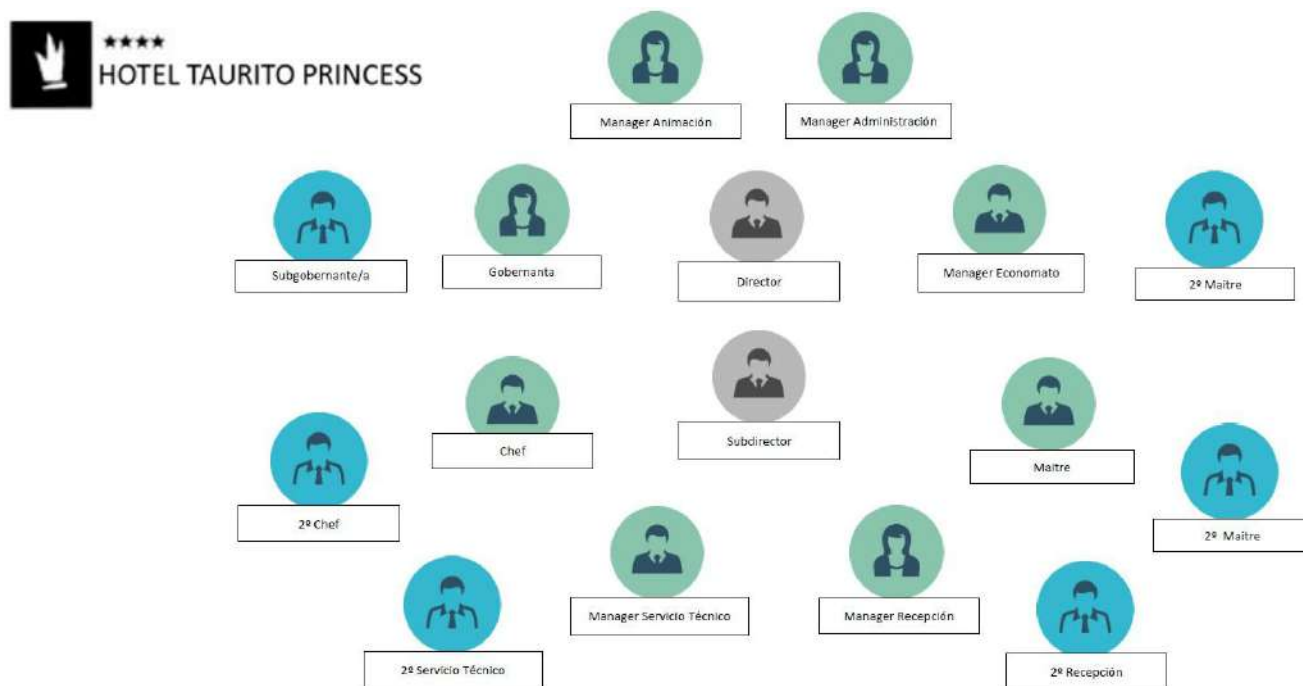 ★★★★
HOTEL TAURITO PRINCESS
Manager Animación
Manager Administración
Subgobernante/a
Gobernanta
Director
Manager Economato
2º Maitre
Chef
Subdirector
Maitre
2º Chef
2º Maitre
Manager Servicio Técnico
Manager Recepción
2º Servicio Técnico
2º Recepción